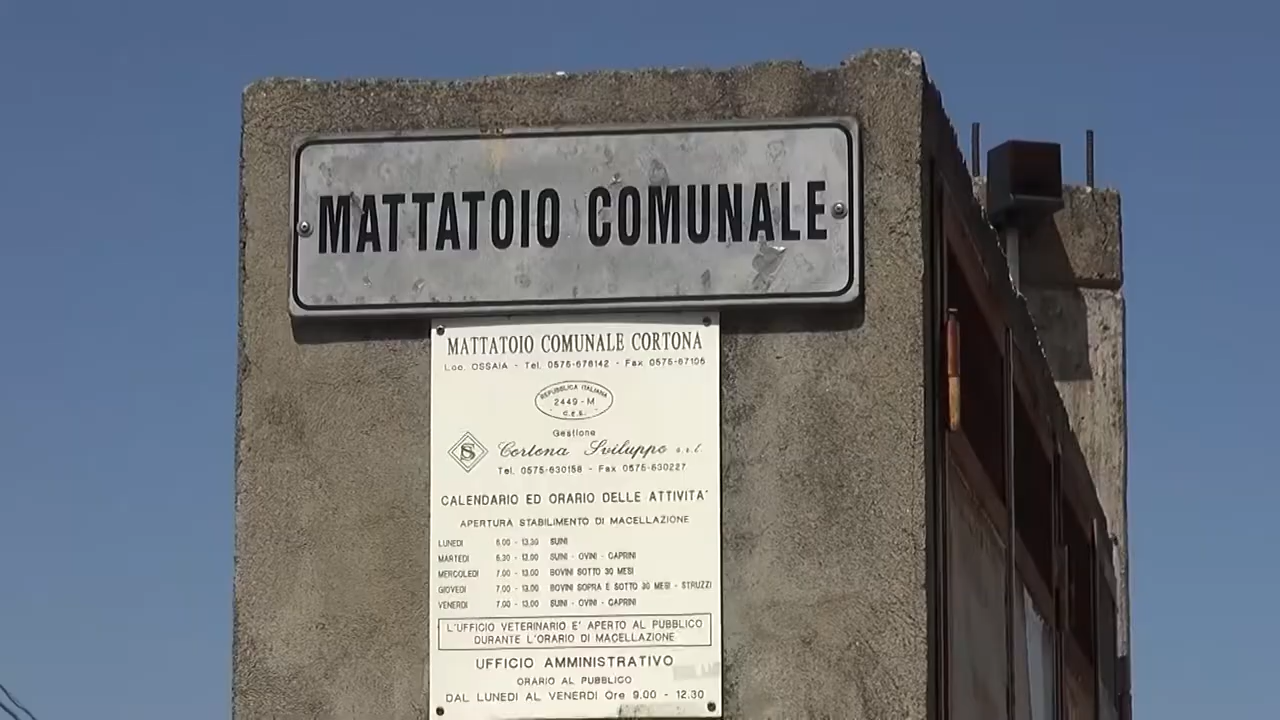 MATTATOIO COMUNALE
MATTATOIO COMUNALE CORTONA
Loc. OSSAIA - Tel. 0575-678142 - Fax 0575-67106
REPUBBLICA ITALIANA
2449 - M
C.E.E.
Gestione
S
Cortona Sviluppo s.r.l.
Tel. 0575-630158 - Fax 0575-630227
CALENDARIO ED ORARIO DELLE ATTIVITA'
APERTURA STABILIMENTO DI MACELLAZIONE
LUNEDI 6.00 - 13.30 SUINI
MARTEDI 6.30 - 13.00 SUINI - OVINI - CAPRINI
MERCOLEDI 7.00 - 13.00 BOVINI SOTTO 30 MESI
GIOVEDI 7.00 - 13.00 BOVINI SOPRA E SOTTO 30 MESI - STRUZZI
VENERDI 7.00 - 13.00 SUINI - OVINI - CAPRINI
L'UFFICIO VETERINARIO E' APERTO AL PUBBLICO
DURANTE L'ORARIO DI MACELLAZIONE
UFFICIO AMMINISTRATIVO
ORARIO AL PUBBLICO
DAL LUNEDI AL VENERDI Ore 9.00 - 12.30